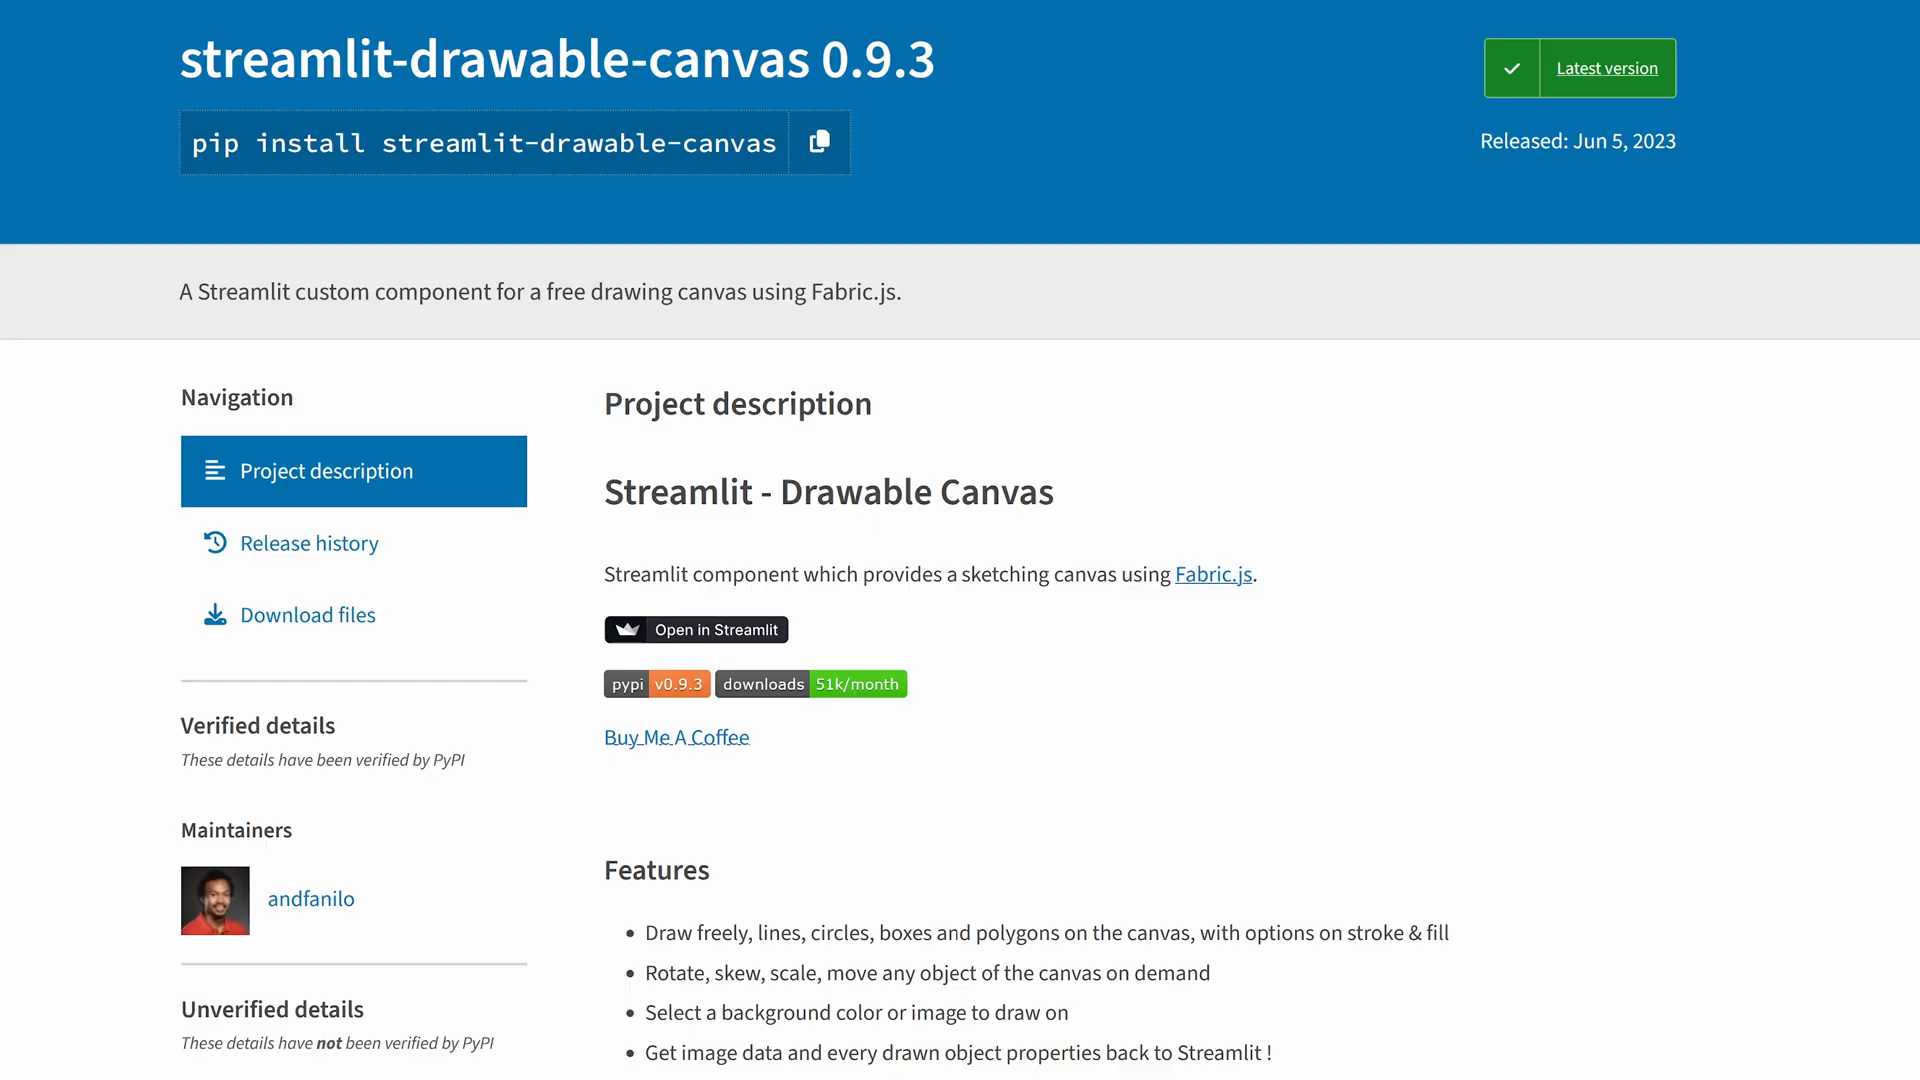 streamlit-drawable-canvas 0.9.3
Latest version
pip install streamlit-drawable-canvas
Released: Jun 5, 2023
A Streamlit custom component for a free drawing canvas using Fabric.js.
Navigation
Project description
Release history
Download files
Verified details
These details have been verified by PyPI
Maintainers
andfanilo
Unverified details
These details have not been verified by PyPI
Project description
Streamlit - Drawable Canvas
Streamlit component which provides a sketching canvas using Fabric.js.
Open in Streamlit
pypi v0.9.3 downloads 51k/month
Buy Me A Coffee
Features
Draw freely, lines, circles, boxes and polygons on the canvas, with options on stroke & fill
Rotate, skew, scale, move any object of the canvas on demand
Select a background color or image to draw on
Get image data and every drawn object properties back to Streamlit !